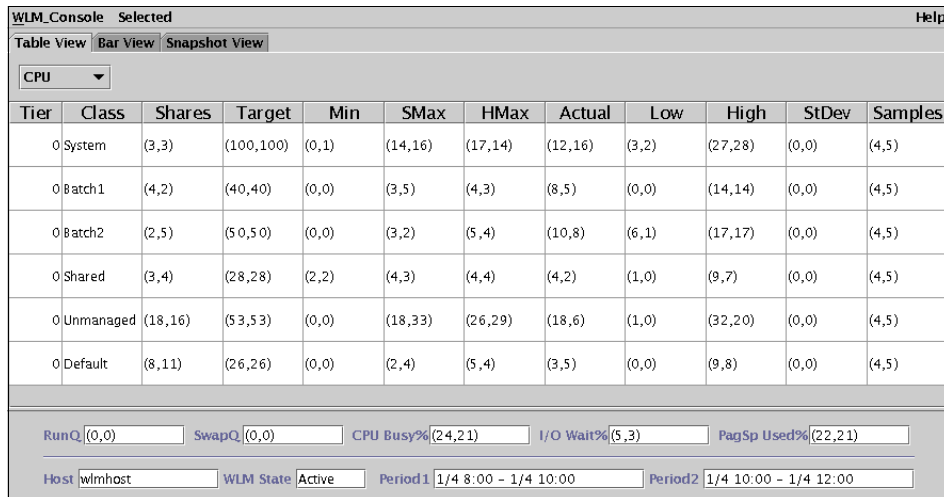 WLM_Console Selected Help
Table View Bar View Snapshot View
CPU
Tier Class Shares Target Min SMax HMax Actual Low High StDev Samples
0 System (3,3) (100,100) (0,1) (14,16) (17,14) (12,16) (3,2) (27,28) (0,0) (4,5)
0 Batch1 (4,2) (40,40) (0,0) (3,5) (4,3) (8,5) (0,0) (14,14) (0,0) (4,5)
0 Batch2 (2,5) (50,50) (0,0) (3,2) (5,4) (10,8) (6,1) (17,17) (0,0) (4,5)
0 Shared (3,4) (28,28) (2,2) (4,3) (4,4) (4,2) (1,0) (9,7) (0,0) (4,5)
0 Unmanaged (18,16) (53,53) (0,0) (18,33) (26,29) (18,6) (1,0) (32,20) (0,0) (4,5)
0 Default (8,11) (26,26) (0,0) (2,4) (5,4) (3,5) (0,0) (9,8) (0,0) (4,5)
RunQ (0,0) SwapQ (0,0) CPU Busy% (24,21) I/O Wait% (5,3) PagSp Used% (22,21)
Host wlmhost WLM State Active Period1 1/4 8:00 - 1/4 10:00 Period2 1/4 10:00 - 1/4 12:00